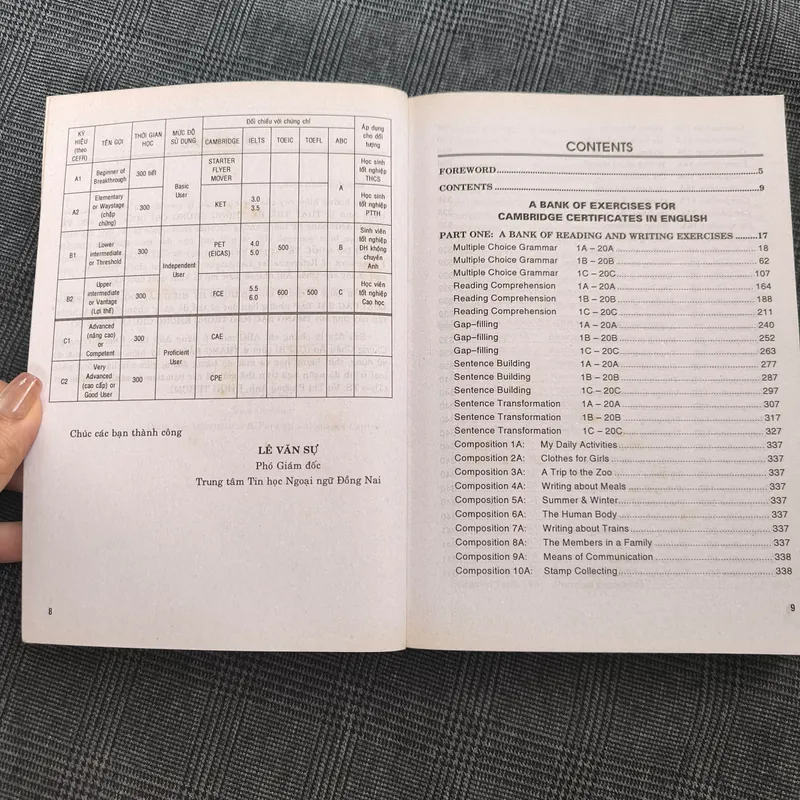 KÝ HIỆU (theo CEFR) TÊN GỌI THỜI GIAN HỌC MỨC ĐỘ SỬ DỤNG Đối chiếu với chứng chỉ Áp dụng cho đối tượng
CAMBRIDGE IELTS TOEIC TOEFL ABC
A1 Beginner of Breakthrough 300 tiết Basic User STARTER FLYER MOVER A Học sinh tốt nghiệp THCS
A2 Elementary or Waystage (chập chững) 300 KET 3.0 3.5 Học sinh tốt nghiệp PTTH
B1 Lower intermediate or Threshold 300 Independent User PET (EICAS) 4.0 5.0 500 B Sinh viên tốt nghiệp ĐH không chuyên Anh
B2 Upper intermediate or Vantage (Lợi thế) 300 FCE 5.5 6.0 600 500 C Học viên tốt nghiệp Cao học
C1 Advanced (nâng cao) or Competent 300 Proficient User CAE
C2 Very Advanced (cao cấp) or Good User 300 CPE
Chúc các bạn thành công
LÊ VĂN SỰ
Phó Giám đốc
Trung tâm Tin học Ngoại ngữ Đồng Nai
8
CONTENTS
FOREWORD 5
CONTENTS 9
A BANK OF EXERCISES FOR
CAMBRIDGE CERTIFICATES IN ENGLISH
PART ONE: A BANK OF READING AND WRITING EXERCISES 17
Multiple Choice Grammar 1A – 20A 18
Multiple Choice Grammar 1B – 20B 62
Multiple Choice Grammar 1C – 20C 107
Reading Comprehension 1A – 20A 164
Reading Comprehension 1B – 20B 188
Reading Comprehension 1C – 20C 211
Gap–filling 1A – 20A 240
Gap–filling 1B – 20B 252
Gap–filling 1C – 20C 263
Sentence Building 1A – 20A 277
Sentence Building 1B – 20B 287
Sentence Building 1C – 20C 297
Sentence Transformation 1A – 20A 307
Sentence Transformation 1B – 20B 317
Sentence Transformation 1C – 20C 327
Composition 1A: My Daily Activities 337
Composition 2A: Clothes for Girls 337
Composition 3A: A Trip to the Zoo 337
Composition 4A: Writing about Meals 337
Composition 5A: Summer & Winter 337
Composition 6A: The Human Body 337
Composition 7A: Writing about Trains 337
Composition 8A: The Members in a Family 337
Composition 9A: Means of Communication 338
Composition 10A: Stamp Collecting 338
9